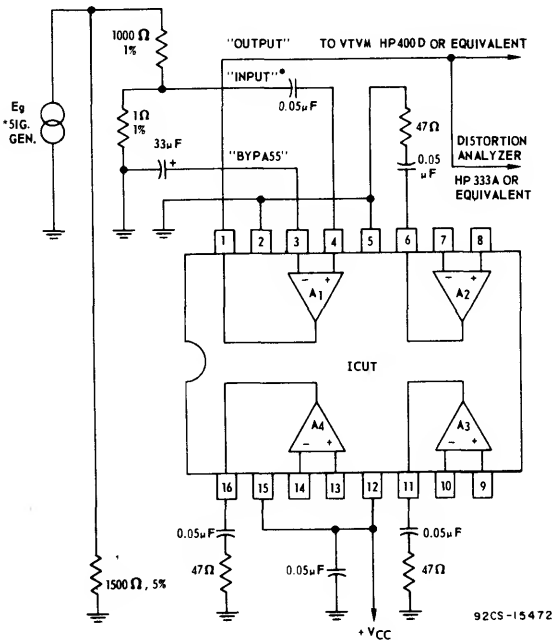 1000 Ω
1%
"OUTPUT"
TO VTVM HP400D OR EQUIVALENT
"INPUT"*
0.05µF
Eg
*SIG.
GEN.
1Ω
1%
33µF
+
"BYPASS"
47Ω
0.05
µF
DISTORTION
ANALYZER
HP 333A OR
EQUIVALENT
1 2 3 4 5 6 7 8
- + A1
- + A2
ICUT
A4 - +
A3 - +
16 15 14 13 12 11 10 9
0.05µF
47Ω
0.05µF
0.05µF
47Ω
1500 Ω, 5%
+ VCC
92CS-15472